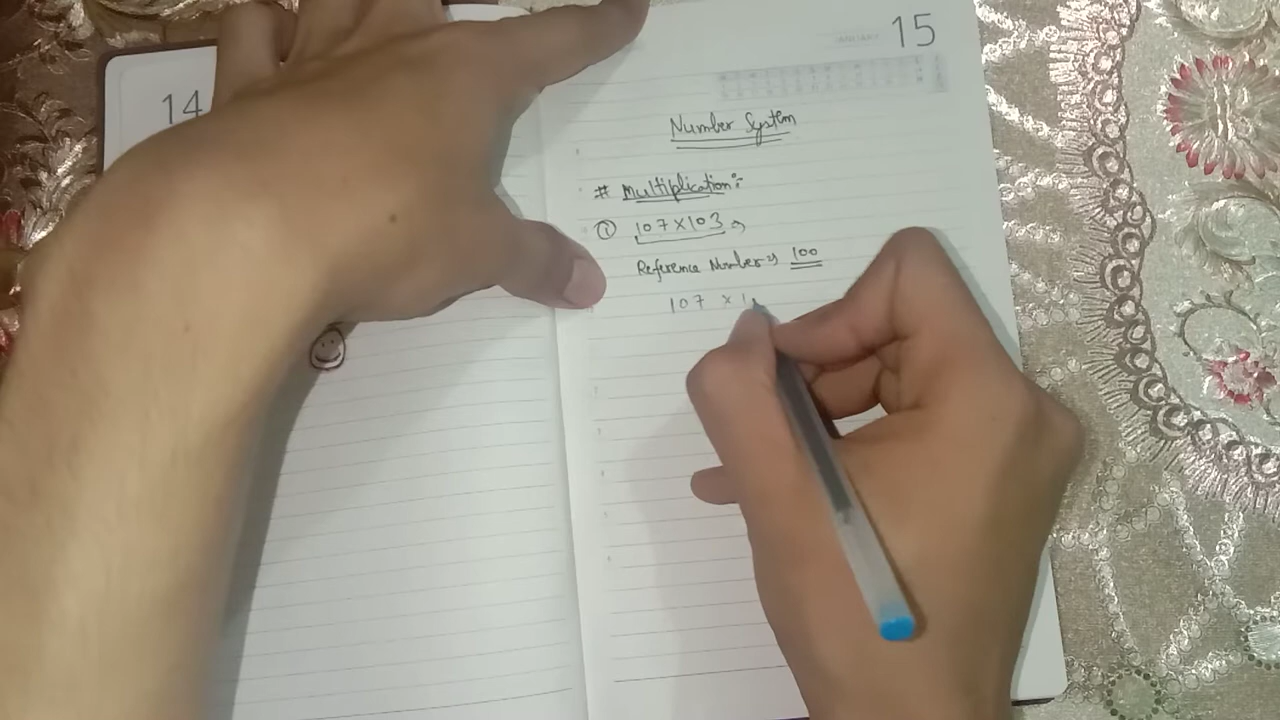 14
JANUARY 15
Number System
# Multiplication:-
① 107×103 ⇒
Reference Number ⇒ 100
107 × 1